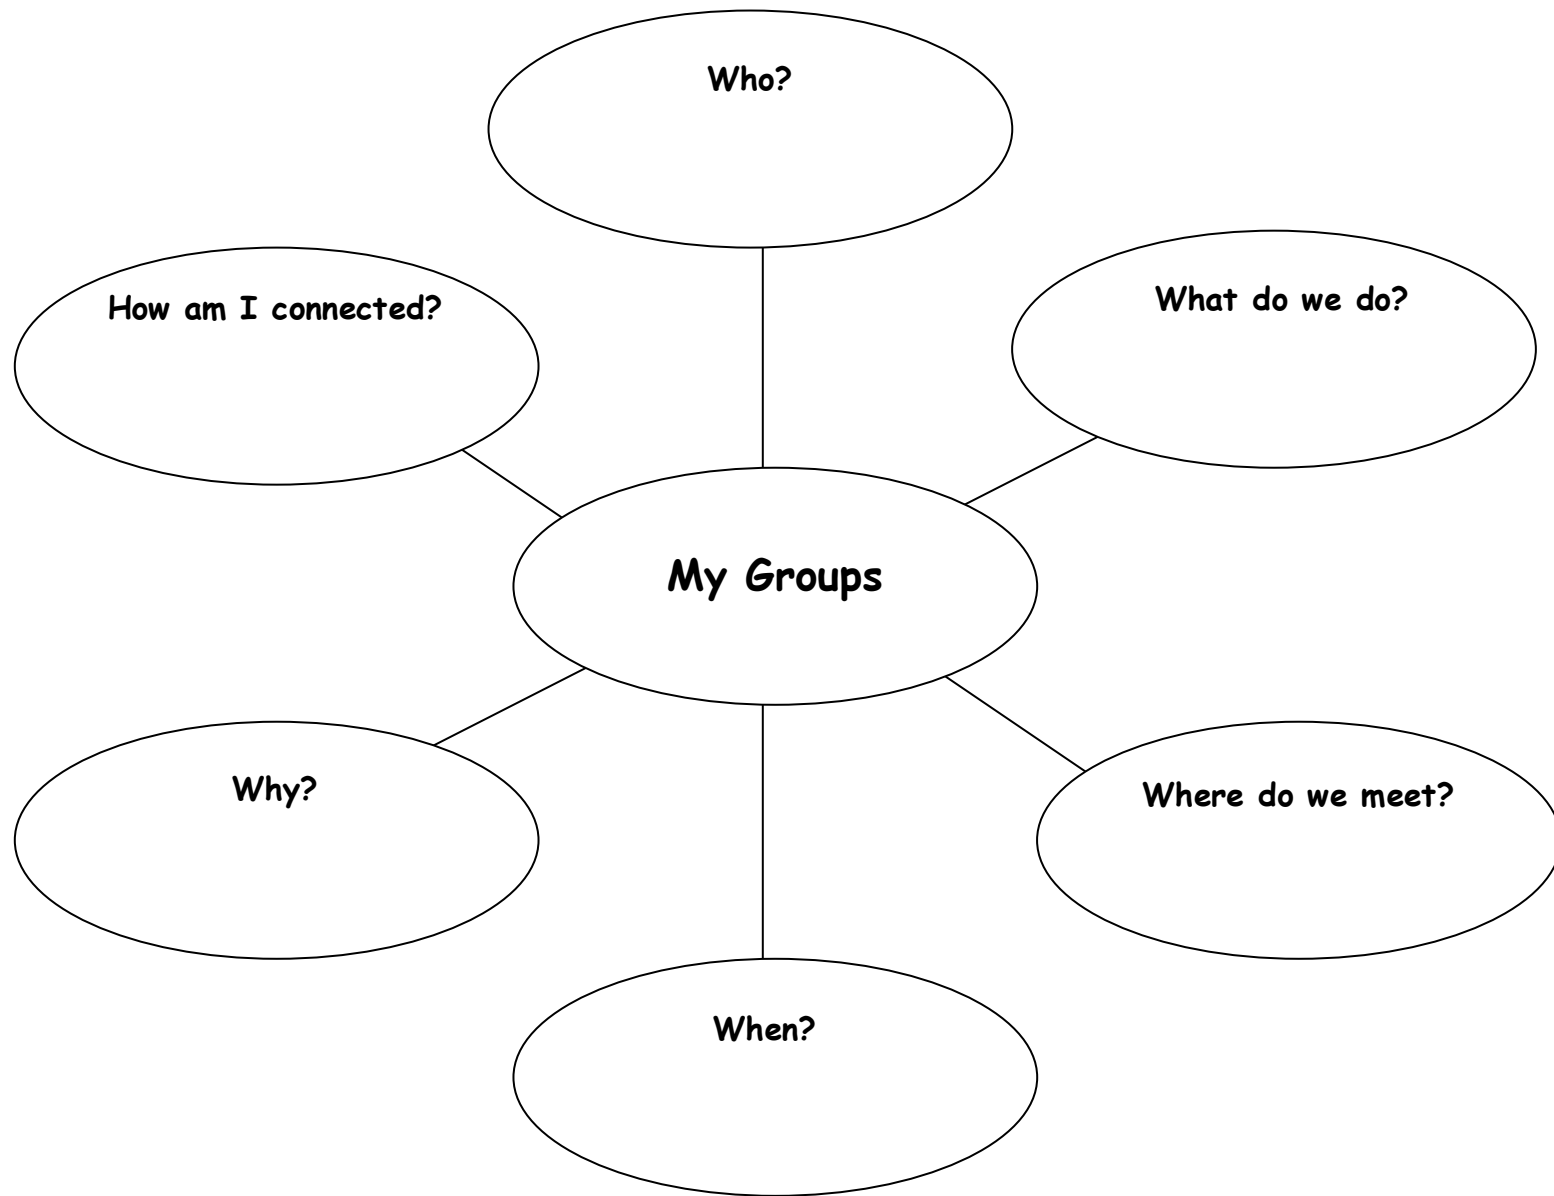 Who?
What do we do?
How am I connected?
My Groups
Why?
Where do we meet?
When?